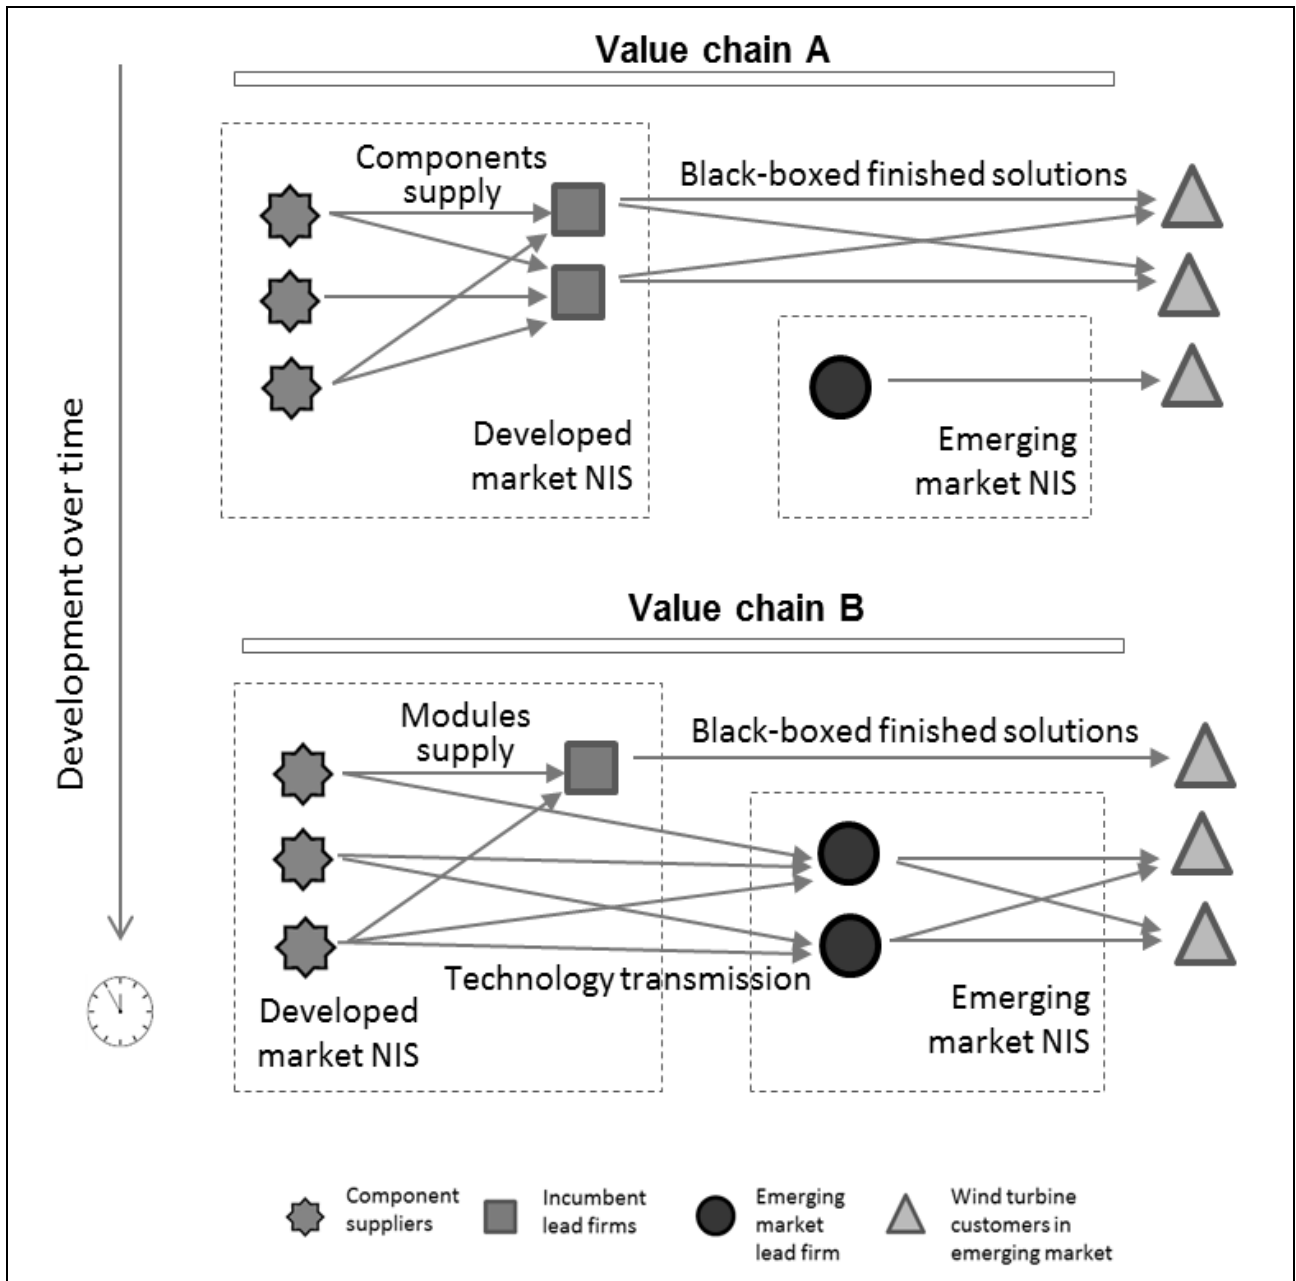 Value chain A
Components
supply
Black-boxed finished solutions
Developed
market NIS
Emerging
market NIS
Development over time
Value chain B
Modules
supply
Black-boxed finished solutions
Technology transmission
Developed
market NIS
Emerging
market NIS
Component
suppliers
Incumbent
lead firms
Emerging
market
lead firm
Wind turbine
customers in
emerging market